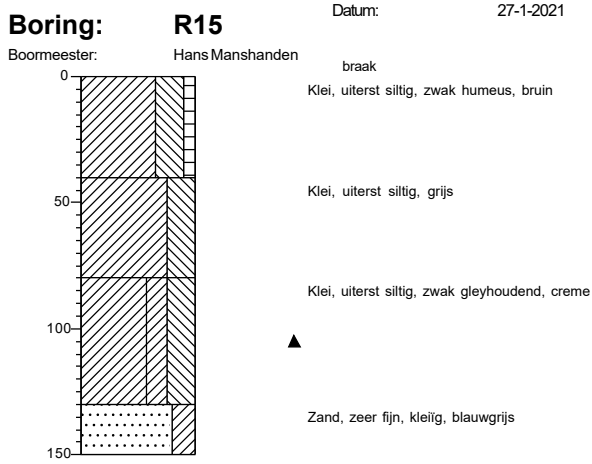 Datum: 27-1-2021
Boring: R15
Boormeester: Hans Manshanden
braak
0
Klei, uiterst siltig, zwak humeus, bruin
50
Klei, uiterst siltig, grijs
Klei, uiterst siltig, zwak gleyhoudend, creme
100
Zand, zeer fijn, kleiïg, blauwgrijs
150